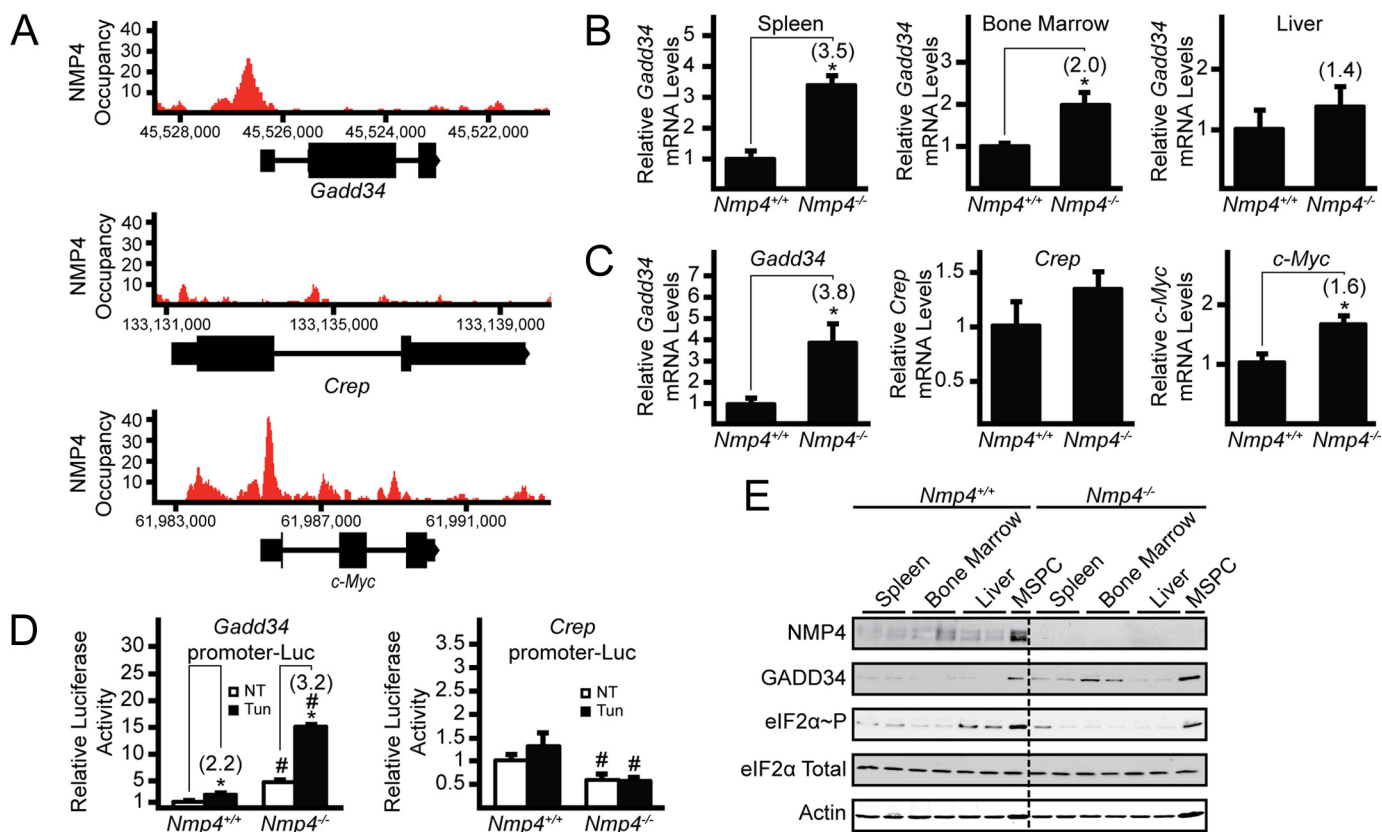 A
NMP4
Occupancy
40
30
20
10
45,528,000
45,526,000
45,524,000
45,522,000
Gadd34
NMP4
Occupancy
40
30
20
10
133,131,000
133,135,000
133,139,000
Crep
NMP4
Occupancy
40
30
20
10
61,983,000
61,987,000
61,991,000
c-Myc
B
Spleen
Relative Gadd34
mRNA Levels
5
4
3
2
1
(3.5)
*
Nmp4+/+
Nmp4-/-
Bone Marrow
Relative Gadd34
mRNA Levels
3
2
1
(2.0)
*
Nmp4+/+
Nmp4-/-
Liver
Relative Gadd34
mRNA Levels
2
1
(1.4)
Nmp4+/+
Nmp4-/-
C
Gadd34
Relative Gadd34
mRNA Levels
7
6
5
4
3
2
1
(3.8)
*
Nmp4+/+
Nmp4-/-
Crep
Relative Crep
mRNA Levels
1.5
1
0.5
Nmp4+/+
Nmp4-/-
c-Myc
Relative c-Myc
mRNA Levels
2
1
(1.6)
*
Nmp4+/+
Nmp4-/-
D
Gadd34
promoter-Luc
Relative Luciferase
Activity
30
25
20
15
10
5
1
NT
Tun
(2.2)
*
(3.2)
#
*
#
Nmp4+/+
Nmp4-/-
Crep
promoter-Luc
Relative Luciferase
Activity
3.5
3
2.5
2
1.5
1
0.5
NT
Tun
#
#
Nmp4+/+
Nmp4-/-
E
Nmp4+/+
Nmp4-/-
Spleen
Bone Marrow
Liver
MSPC
Spleen
Bone Marrow
Liver
MSPC
NMP4
GADD34
eIF2α~P
eIF2α Total
Actin